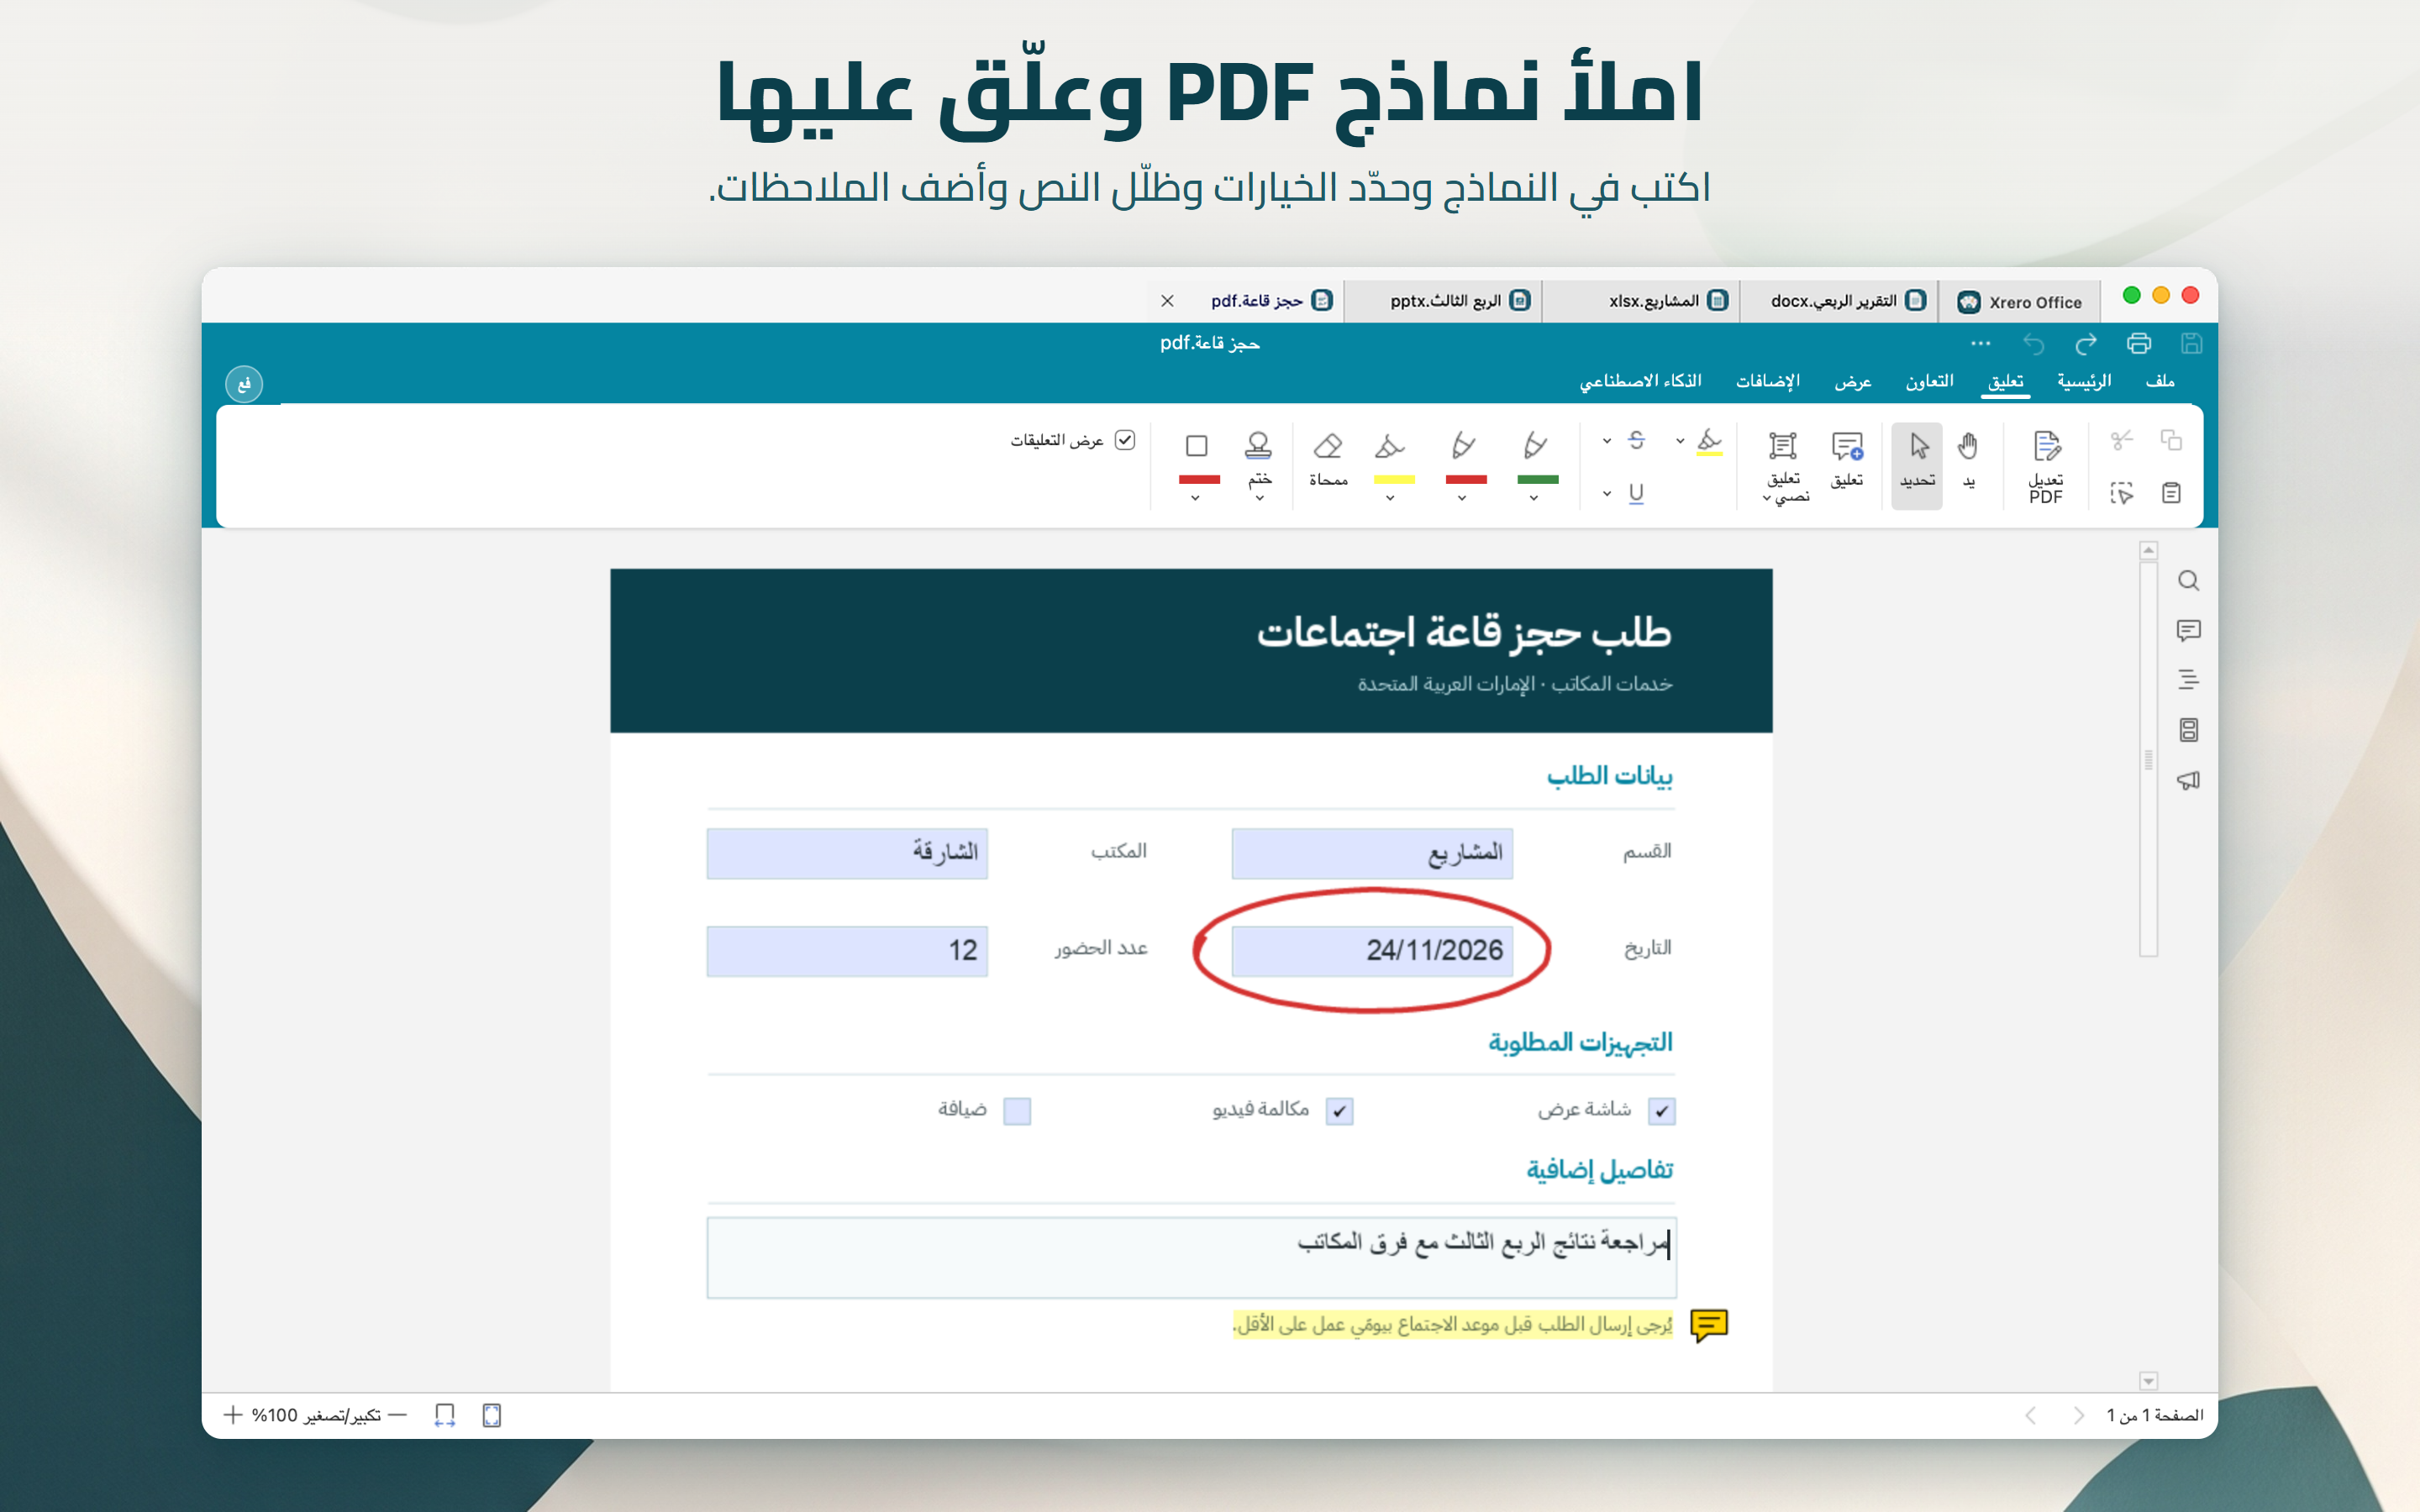 املأ نماذج PDF وعلّق عليها
اكتب في النماذج وحدّد الخيارات وظلّل النص وأضف الملاحظات.
Xrero Office
التقرير الربعي.docx
المشاريع.xlsx
الربع الثالث.pptx
حجز قاعة.pdf
حجز قاعة.pdf
ملف الرئيسية تعليق التعاون عرض الإضافات الذكاء الاصطناعي
فع
تعديل PDF
يد
تحديد
تعليق
تعليق نصي
ممحاة
ختم
عرض التعليقات
طلب حجز قاعة اجتماعات
خدمات المكاتب · الإمارات العربية المتحدة
بيانات الطلب
القسم المشاريع المكتب الشارقة
التاريخ 24/11/2026 عدد الحضور 12
التجهيزات المطلوبة
شاشة عرض مكالمة فيديو ضيافة
تفاصيل إضافية
مراجعة نتائج الربع الثالث مع فرق المكاتب
يُرجى إرسال الطلب قبل موعد الاجتماع بيومَي عمل على الأقل.
الصفحة 1 من 1
تكبير/تصغير 100%